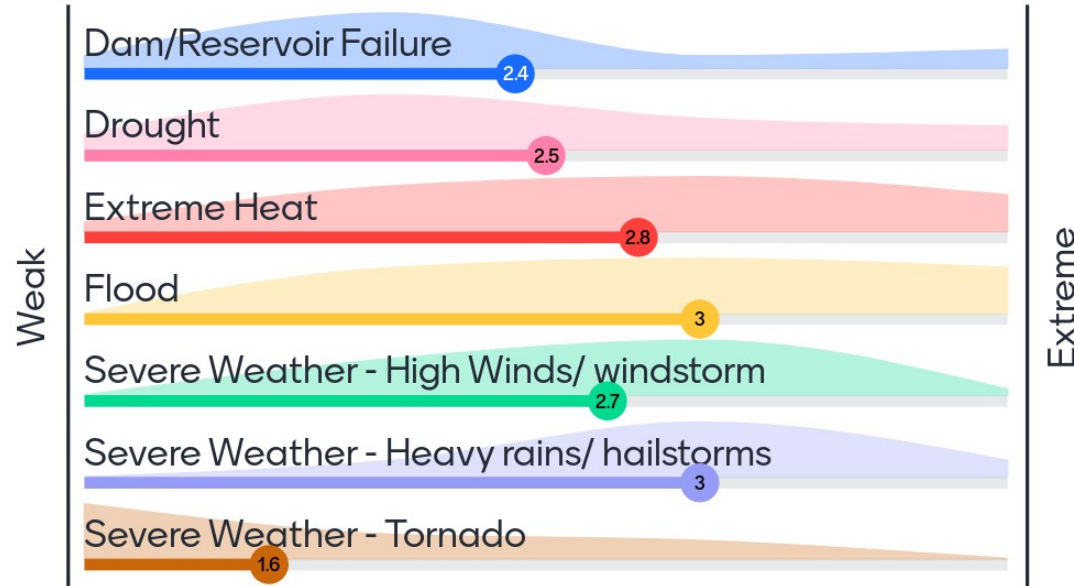 Dam/Reservoir Failure
2.4
Drought
2.5
Extreme Heat
2.8
Weak
Extreme
Flood
3
Severe Weather - High Winds/ windstorm
2.7
Severe Weather - Heavy rains/ hailstorms
3
Severe Weather - Tornado
1.6